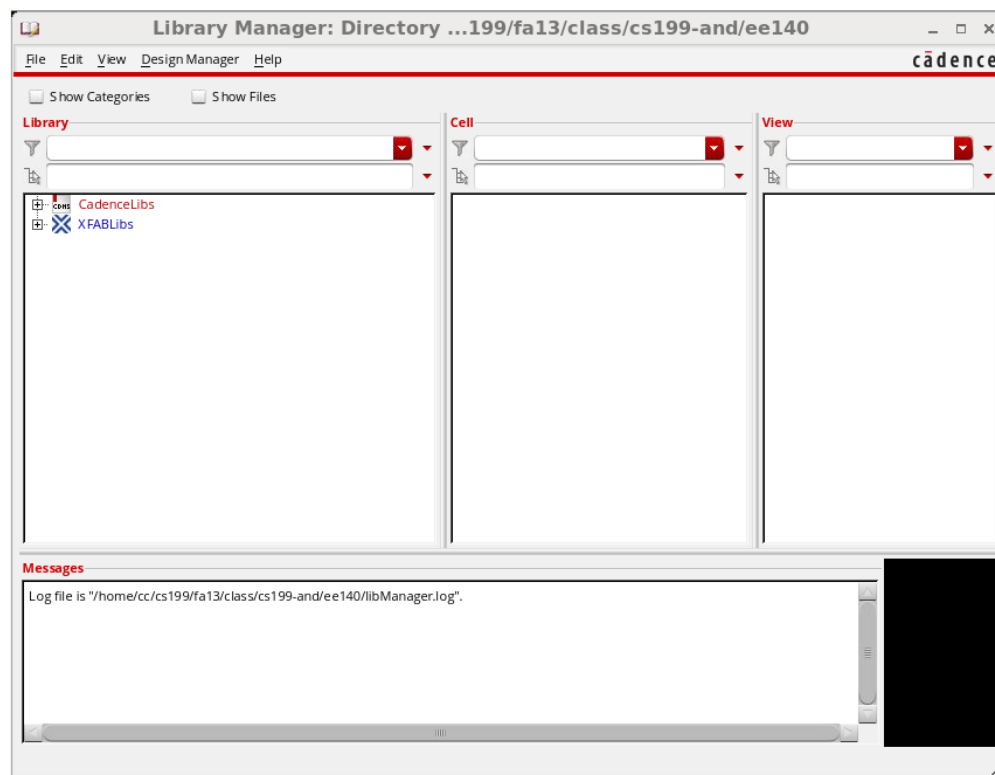 Library Manager: Directory ...199/fa13/class/cs199-and/ee140
File Edit View Design Manager Help
cādence
Show Categories Show Files
Library Cell View
CDMS CadenceLibs
XFABLibs
Messages
Log file is "/home/cc/cs199/fa13/class/cs199-and/ee140/libManager.log".